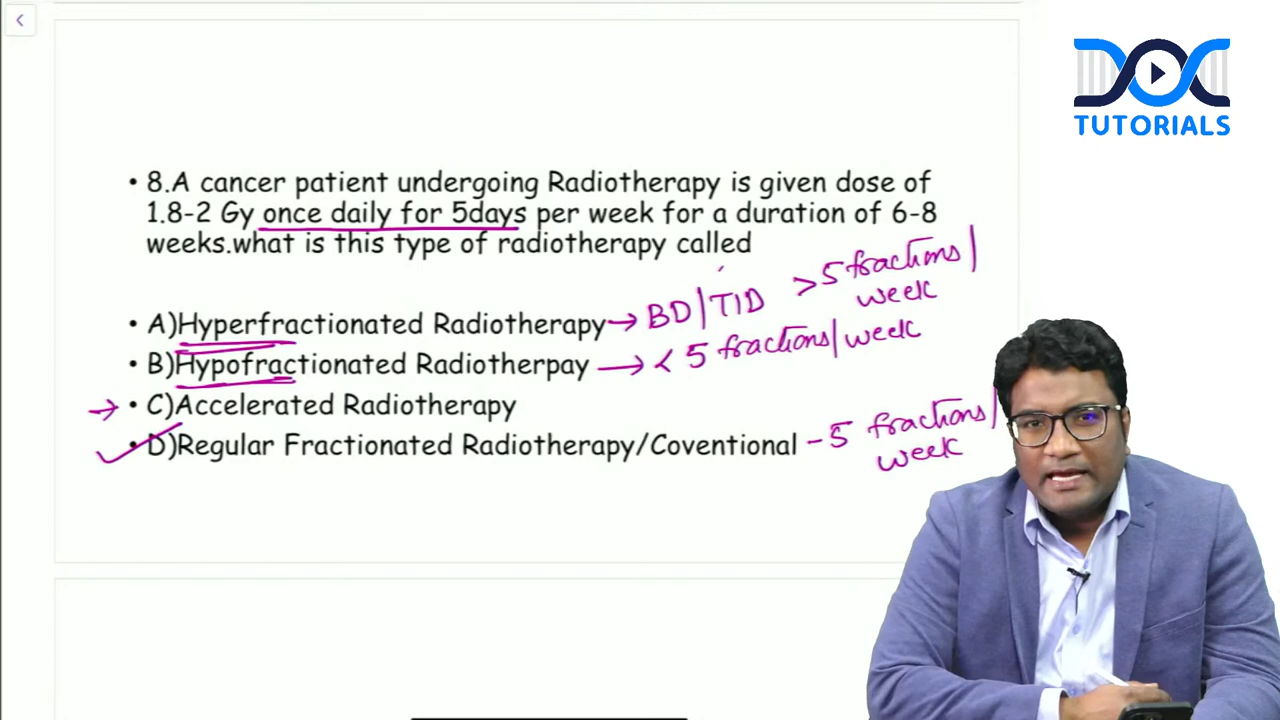 DOC
TUTORIALS
• 8.A cancer patient undergoing Radiotherapy is given dose of
1.8-2 Gy once daily for 5days per week for a duration of 6-8
weeks.what is this type of radiotherapy called
• A)Hyperfractionated Radiotherapy → BD/TID >5 fractions/
week
• B)Hypofractionated Radiotherpay → < 5 fractions/week
→ • C)Accelerated Radiotherapy
• D)Regular Fractionated Radiotherapy/Coventional - 5 fractions/
week